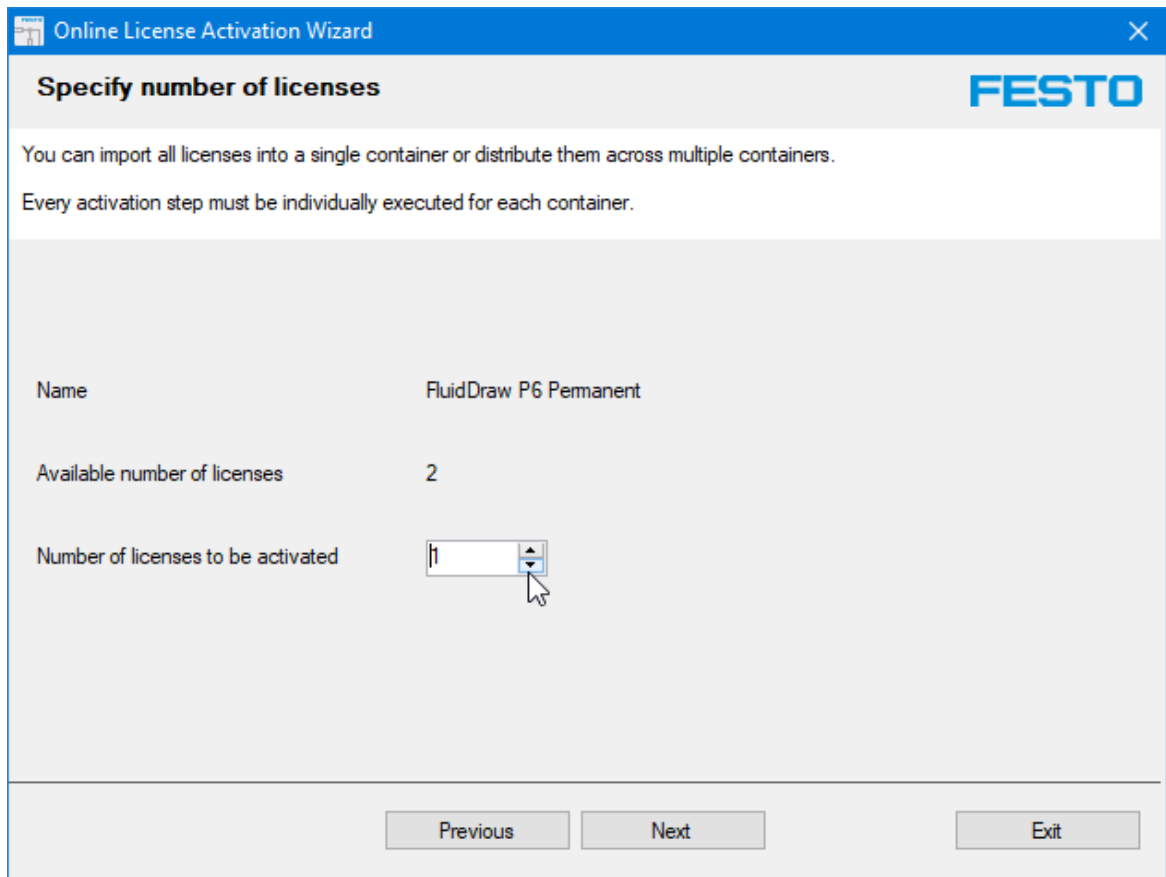 Online License Activation Wizard
Specify number of licenses
FESTO
You can import all licenses into a single container or distribute them across multiple containers.
Every activation step must be individually executed for each container.
Name FluidDraw P6 Permanent
Available number of licenses 2
Number of licenses to be activated 1
Previous Next Exit